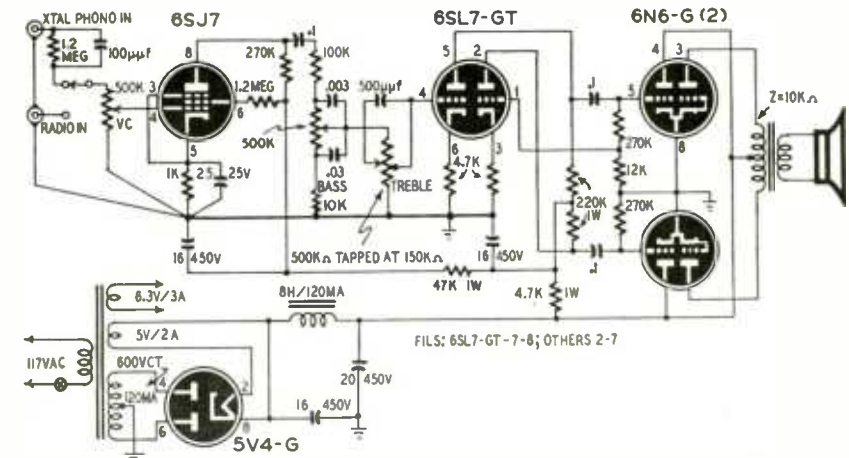 XTAL PHONO IN
1.2 MEG
100µµf
500K
VC
RADIO IN
6SJ7
8
3
4
6
5
1K
25
25V
16
450V
270K
1.2MEG
.1
100K
.003
500K
.03
BASS
10K
500µµf
TREBLE
500KΩ TAPPED AT 150KΩ
6SL7-GT
5
2
4
1
6
3
4.7K
16
450V
47K 1W
220K
1W
4.7K
1W
.1
.1
6N6-G (2)
4
3
5
8
270K
12K
270K
Z=10KΩ
6.3V/3A
5V/2A
117VAC
600VCT
120MA
4
6
2
8
5V4-G
8H/120MA
20
450V
16
450V
FILS: 6SL7-GT-7-8; OTHERS 2-7